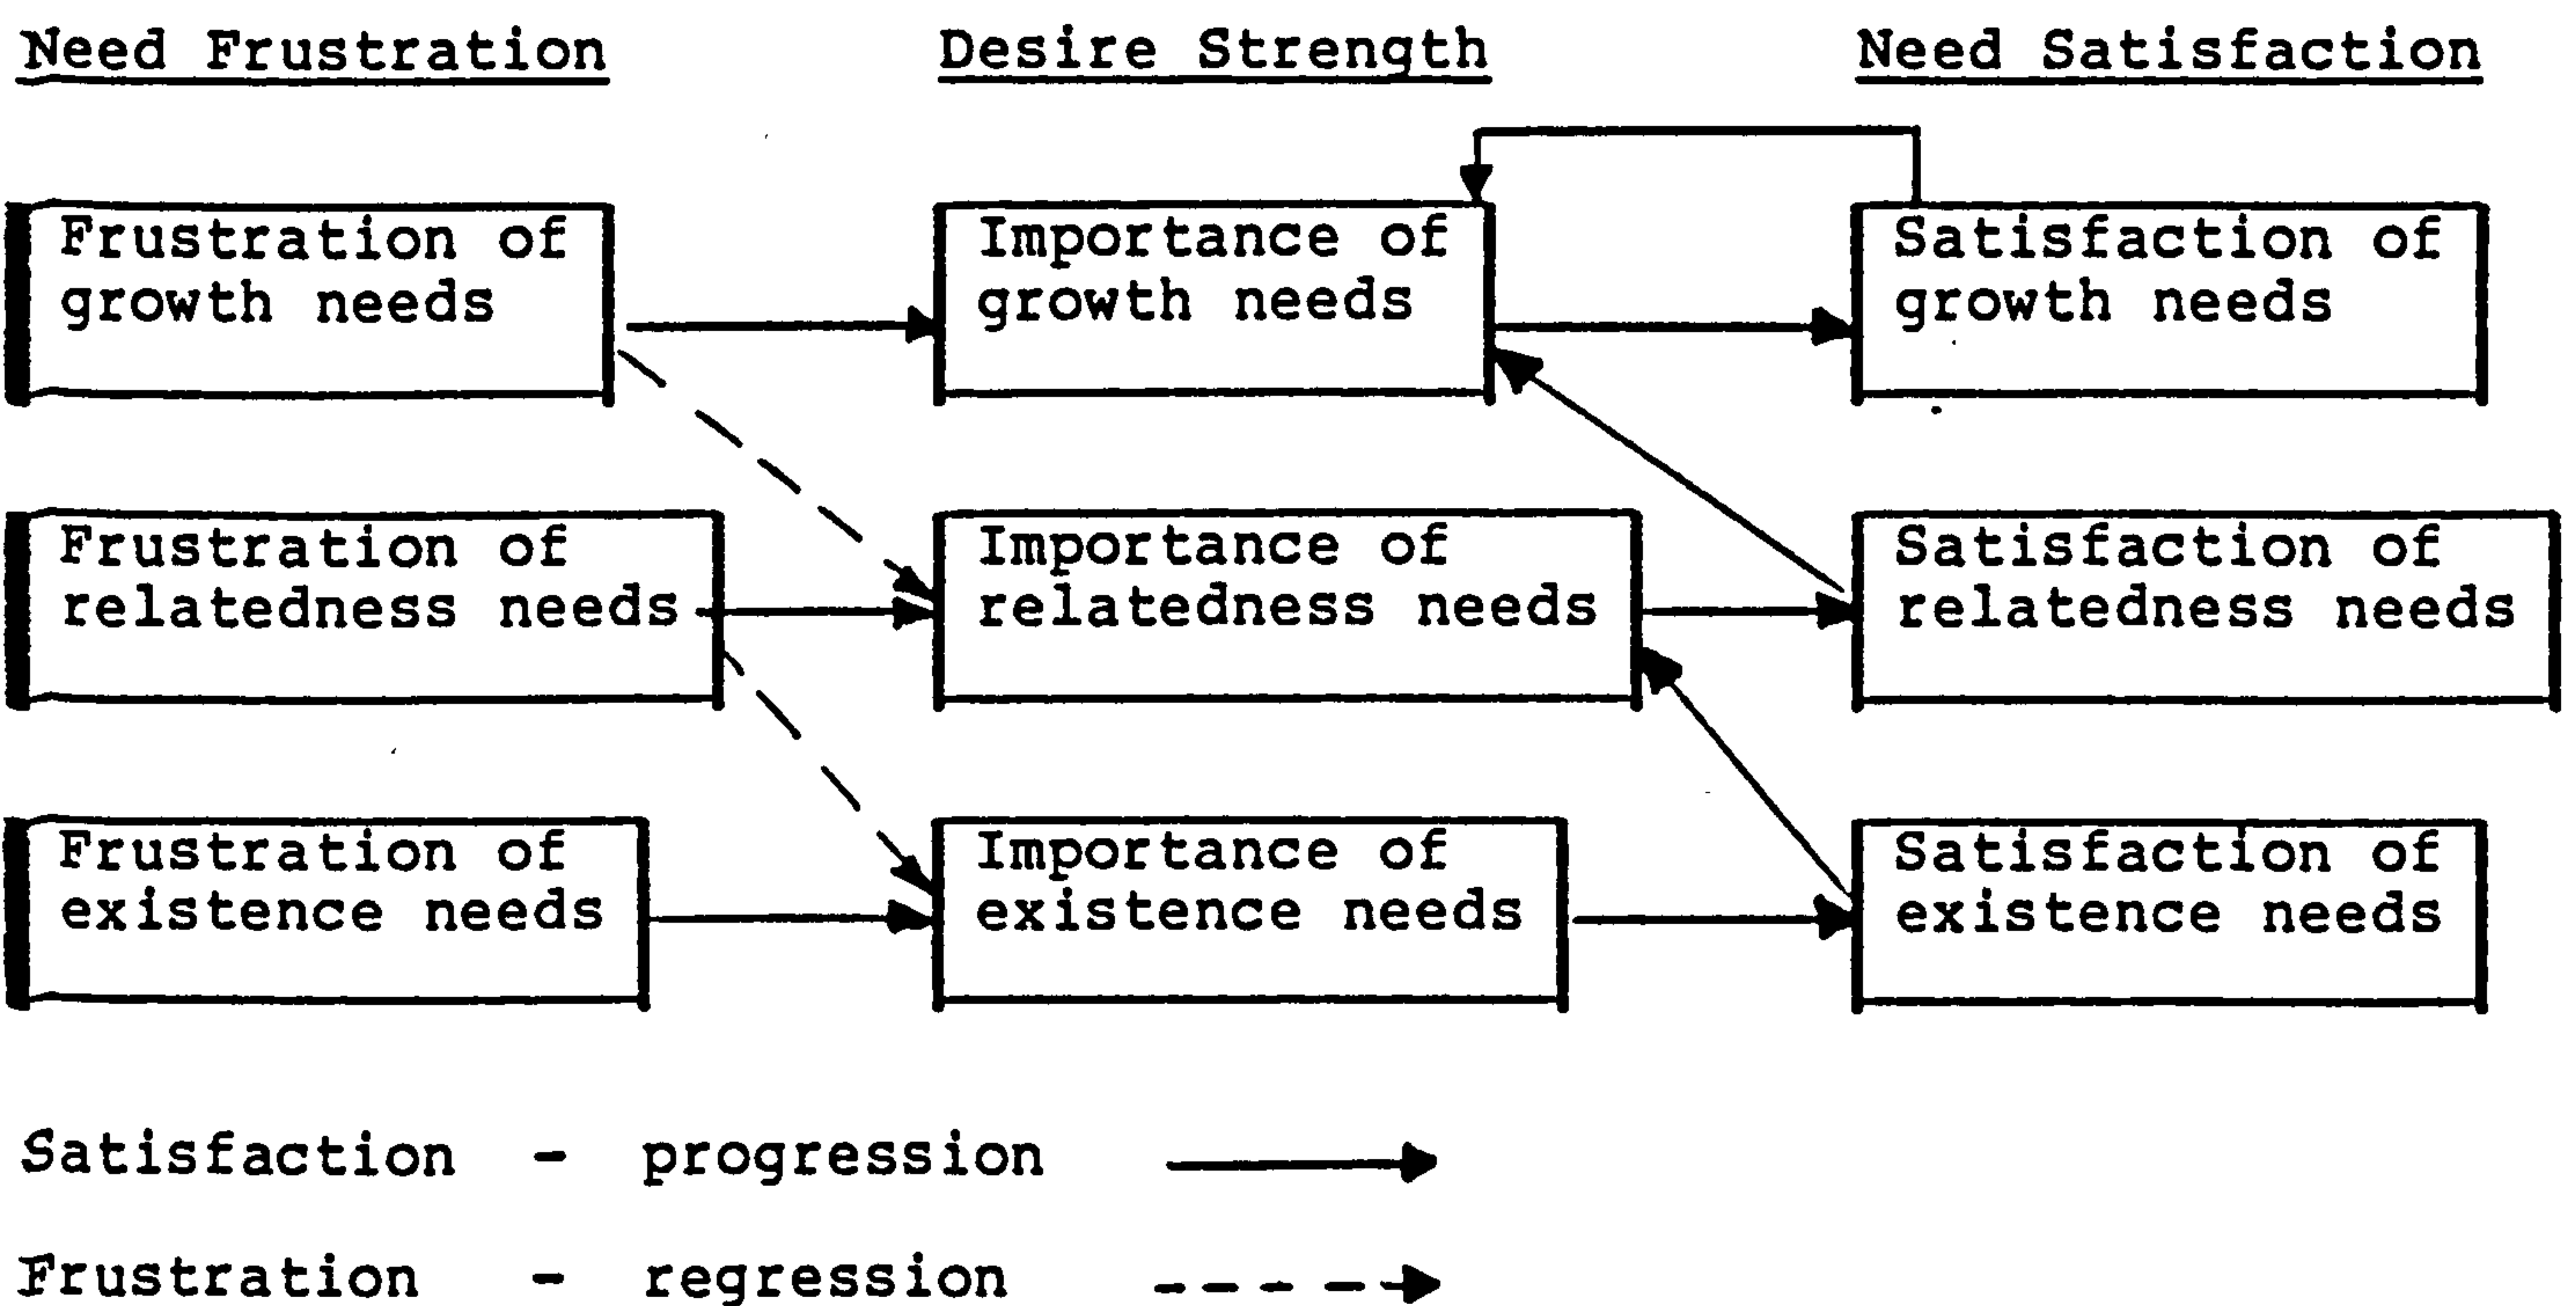 Need Frustration
Desire Strength
Need Satisfaction
Frustration of
growth needs
Importance of
growth needs
Satisfaction of
growth needs
Frustration of
relatedness needs
Importance of
relatedness needs
Satisfaction of
relatedness needs
Frustration of
existence needs
Importance of
existence needs
Satisfaction of
existence needs
Satisfaction - progression
Frustration - regression